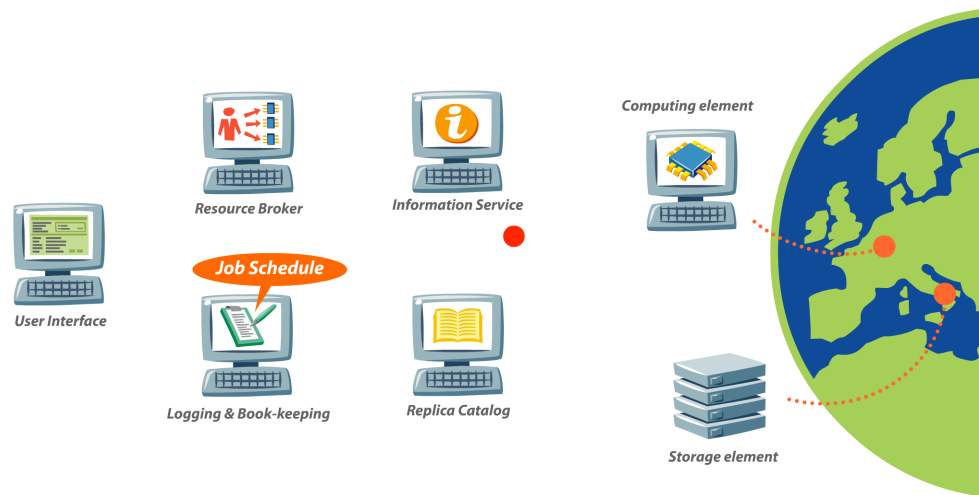 Computing element
Resource Broker
Information Service
Job Schedule
User Interface
Logging & Book-keeping
Replica Catalog
Storage element